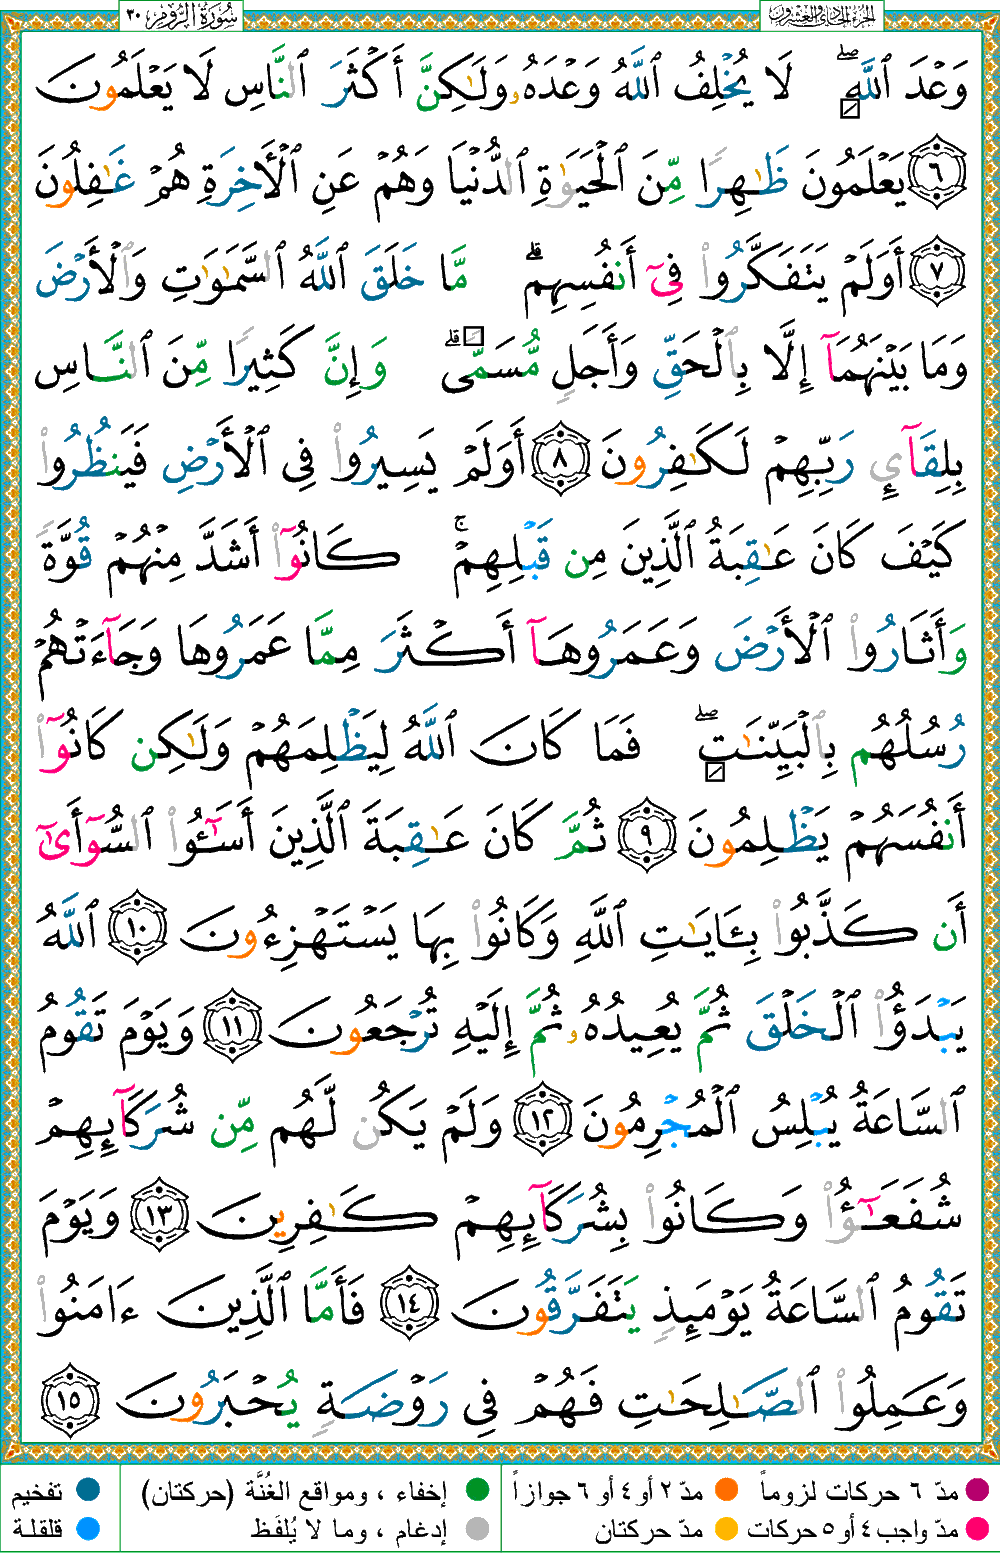 الجزء الحادي والعشرون
سُورَةُ الرُّومِ ٣٠
وَعْدَ ٱللَّهِۖ لَا يُخْلِفُ ٱللَّهُ وَعْدَهُۥ وَلَٰكِنَّ أَكْثَرَ ٱلنَّاسِ لَا يَعْلَمُونَ
٦ يَعْلَمُونَ ظَٰهِرًا مِّنَ ٱلْحَيَوٰةِ ٱلدُّنْيَا وَهُمْ عَنِ ٱلْأٓخِرَةِ هُمْ غَٰفِلُونَ
٧ أَوَلَمْ يَتَفَكَّرُوا۟ فِىٓ أَنفُسِهِمۗ مَّا خَلَقَ ٱللَّهُ ٱلسَّمَٰوَٰتِ وَٱلْأَرْضَ
وَمَا بَيْنَهُمَآ إِلَّا بِٱلْحَقِّ وَأَجَلٍ مُّسَمًّىۗ وَإِنَّ كَثِيرًا مِّنَ ٱلنَّاسِ
بِلِقَآئِ رَبِّهِمْ لَكَٰفِرُونَ ٨ أَوَلَمْ يَسِيرُوا۟ فِى ٱلْأَرْضِ فَيَنظُرُوا۟
كَيْفَ كَانَ عَٰقِبَةُ ٱلَّذِينَ مِن قَبْلِهِمْۚ كَانُوٓا۟ أَشَدَّ مِنْهُمْ قُوَّةً
وَأَثَارُوا۟ ٱلْأَرْضَ وَعَمَرُوهَآ أَكْثَرَ مِمَّا عَمَرُوهَا وَجَآءَتْهُمْ
رُسُلُهُم بِٱلْبَيِّنَٰتِۖ فَمَا كَانَ ٱللَّهُ لِيَظْلِمَهُمْ وَلَٰكِن كَانُوٓا۟
أَنفُسَهُمْ يَظْلِمُونَ ٩ ثُمَّ كَانَ عَٰقِبَةَ ٱلَّذِينَ أَسَٰٓـُٔوا۟ ٱلسُّوٓأَىٰٓ
أَن كَذَّبُوا۟ بِـَٔايَٰتِ ٱللَّهِ وَكَانُوا۟ بِهَا يَسْتَهْزِءُونَ ١٠ ٱللَّهُ
يَبْدَؤُا۟ ٱلْخَلْقَ ثُمَّ يُعِيدُهُۥ ثُمَّ إِلَيْهِ تُرْجَعُونَ ١١ وَيَوْمَ تَقُومُ
ٱلسَّاعَةُ يُبْلِسُ ٱلْمُجْرِمُونَ ١٢ وَلَمْ يَكُن لَّهُم مِّن شُرَكَآئِهِمْ
شُفَعَٰٓؤُا۟ وَكَانُوا۟ بِشُرَكَآئِهِمْ كَٰفِرِينَ ١٣ وَيَوْمَ
تَقُومُ ٱلسَّاعَةُ يَوْمَئِذٍ يَتَفَرَّقُونَ ١٤ فَأَمَّا ٱلَّذِينَ ءَامَنُوا۟
وَعَمِلُوا۟ ٱلصَّٰلِحَٰتِ فَهُمْ فِى رَوْضَةٍ يُحْبَرُونَ ١٥
مدّ ٦ حركات لزوماً مدّ ٢ أو ٤ أو ٦ جوازاً إخفاء ، ومواقع الغُنَّة (حركتان) تفخيم
مدّ واجب ٤ أو ٥ حركات مدّ حركتان إدغام ، وما لا يُلفَظ قلقلة